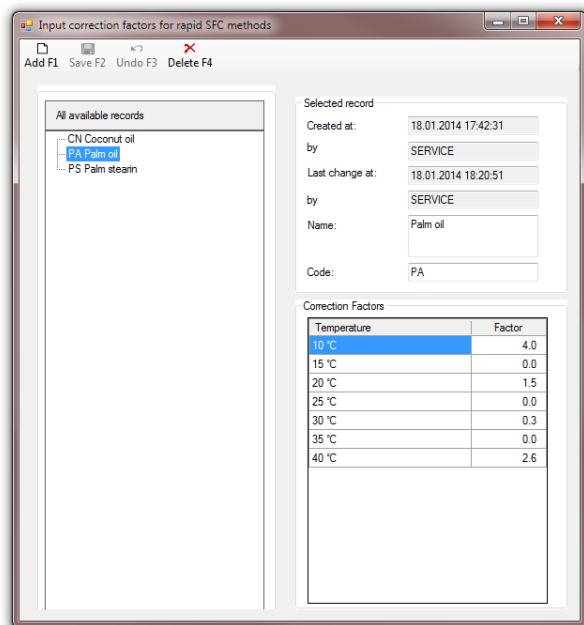 Input correction factors for rapid SFC methods
Add F1 Save F2 Undo F3 Delete F4
All available records
CN Coconut oil
PA Palm oil
PS Palm stearin
Selected record
Created at: 18.01.2014 17:42:31
by SERVICE
Last change at: 18.01.2014 18:20:51
by SERVICE
Name: Palm oil
Code: PA
Correction Factors
Temperature Factor
10 °C 4.0
15 °C 0.0
20 °C 1.5
25 °C 0.0
30 °C 0.3
35 °C 0.0
40 °C 2.6